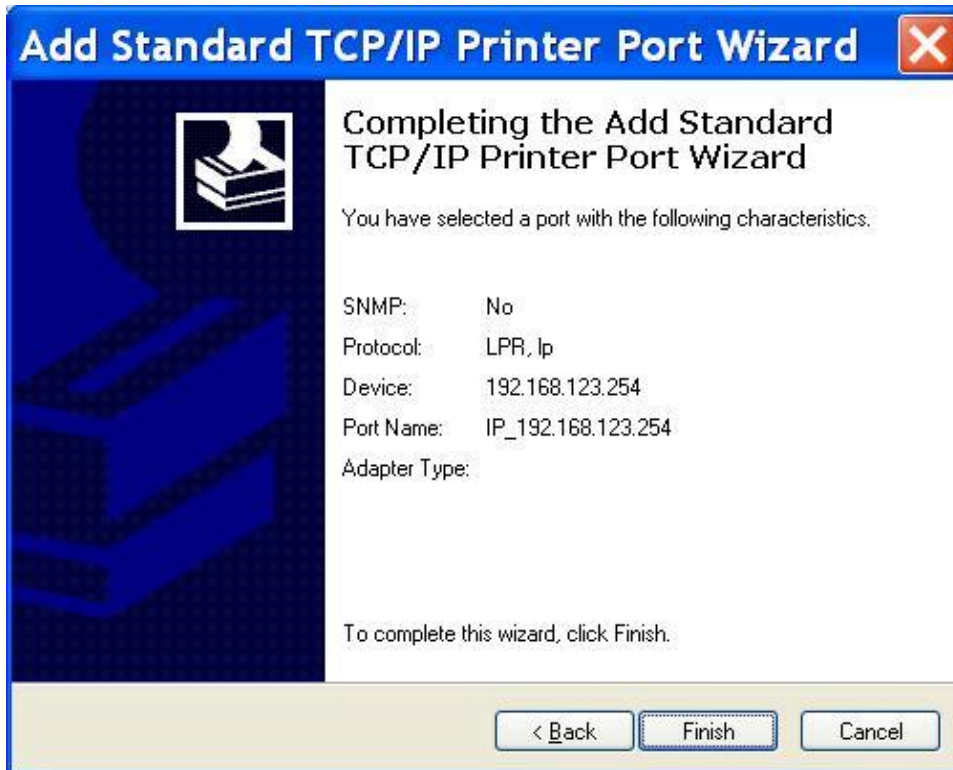 Add Standard TCP/IP Printer Port Wizard
Completing the Add Standard
TCP/IP Printer Port Wizard
You have selected a port with the following characteristics.
SNMP: No
Protocol: LPR, lp
Device: 192.168.123.254
Port Name: IP_192.168.123.254
Adapter Type:
To complete this wizard, click Finish.
< Back Finish Cancel